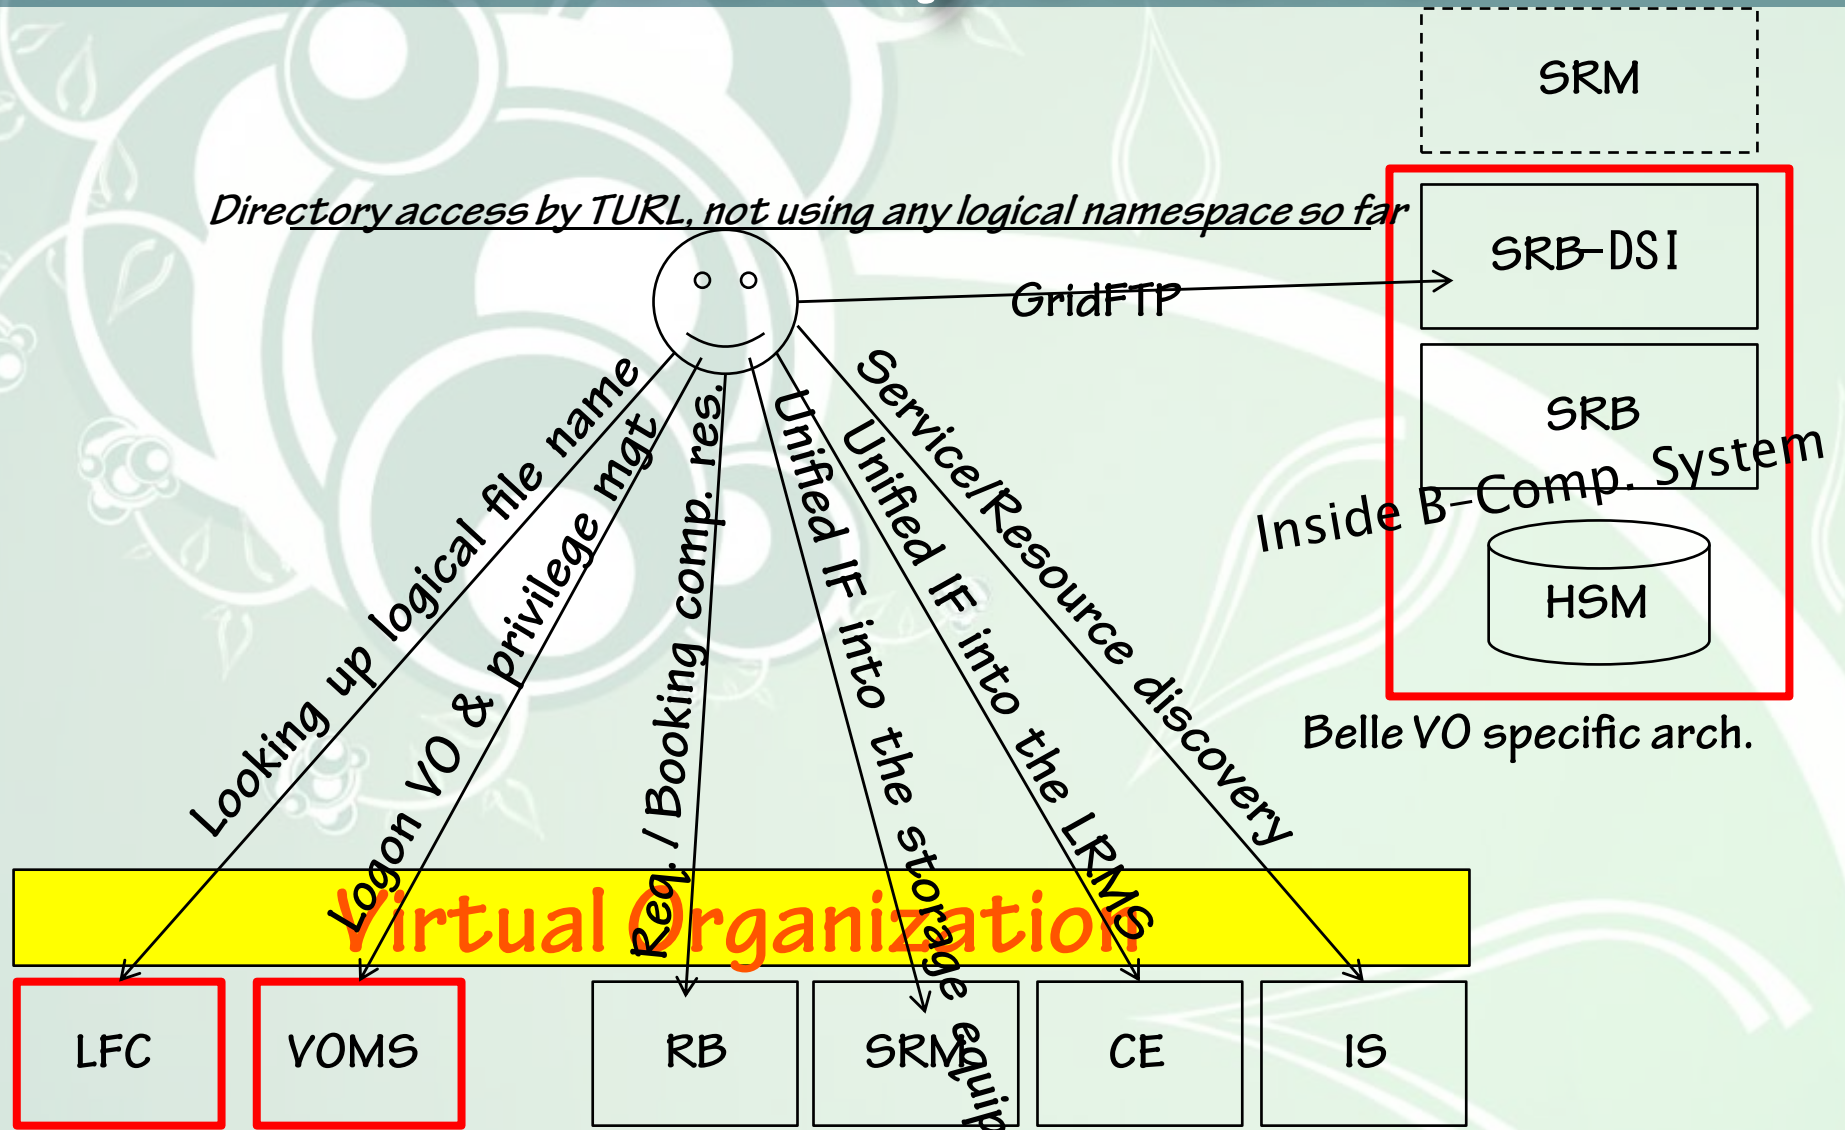 SRM
Directory access by TURL, not using any logical namespace so far
SRB-DSI
GridFTP
SRB
Inside B-Comp. System
HSM
Belle VO specific arch.
Looking up logical file name
Logon VO & privilege mgt
Req. / Booking comp. res.
Unified IF into the storage equip
Unified IF into the LRMS
Service/Resource discovery
Virtual Organization
LFC
VOMS
RB
SRM
CE
IS